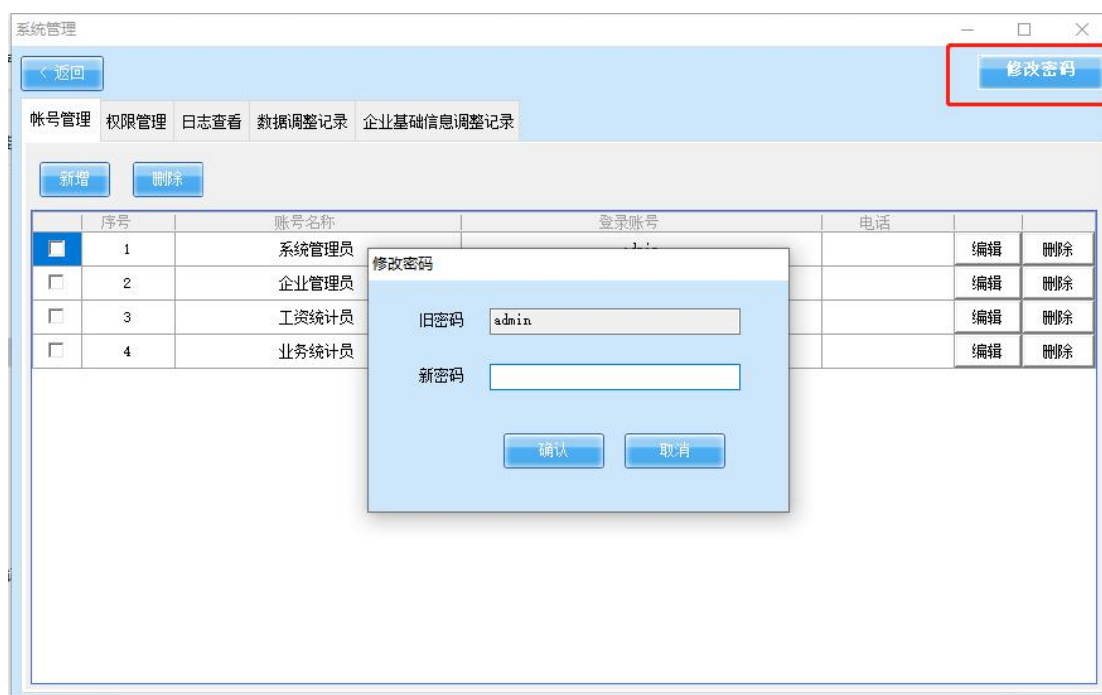 系统管理
< 返回
修改密码
帐号管理 权限管理 日志查看 数据调整记录 企业基础信息调整记录
新增 删除
序号 账号名称 登录账号 电话
1 系统管理员 编辑 删除
2 企业管理员 编辑 删除
3 工资统计员 编辑 删除
4 业务统计员 编辑 删除
修改密码
旧密码 admin
新密码
确认 取消